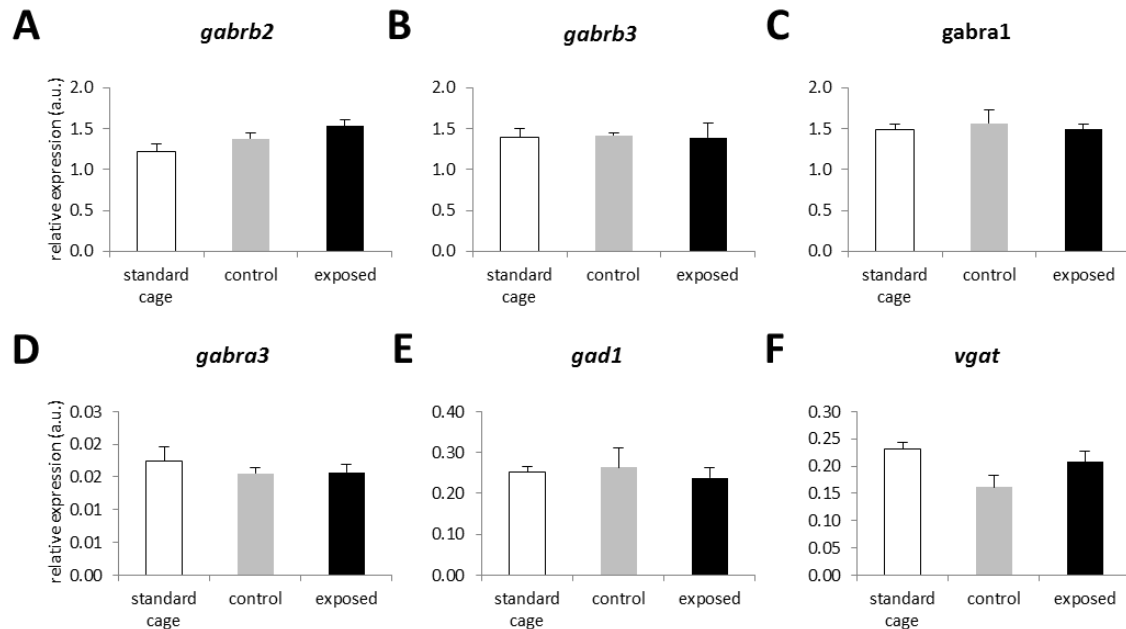 A
gabrb2
B
gabrb3
C
gabra1
relative expression (a.u.)
2.0
1.5
1.0
0.5
0.0
standard
cage
control
exposed
2.0
1.5
1.0
0.5
0.0
standard
cage
control
exposed
2.0
1.5
1.0
0.5
0.0
standard
cage
control
exposed
D
gabra3
E
gad1
F
vgat
relative expression (a.u.)
0.03
0.02
0.02
0.01
0.01
0.00
standard
cage
control
exposed
0.40
0.30
0.20
0.10
0.00
standard
cage
control
exposed
0.30
0.25
0.20
0.15
0.10
0.05
0.00
standard
cage
control
exposed